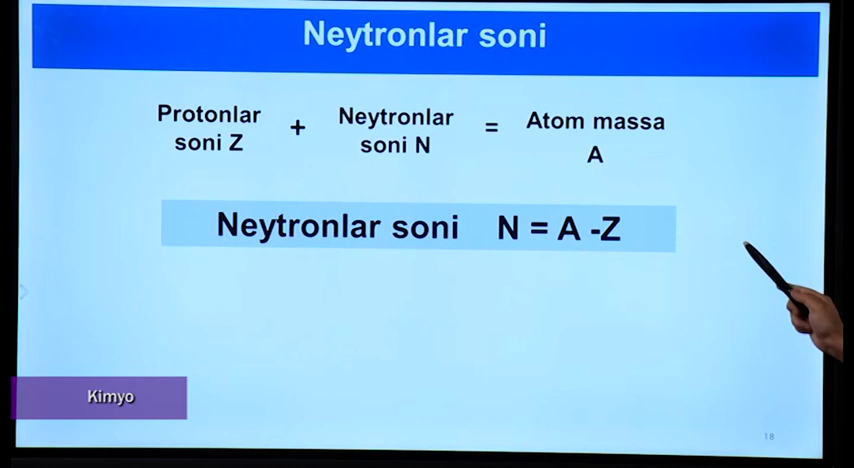 Neytronlar soni
Protonlar
soni Z
+
Neytronlar
soni N
=
Atom massa
A
Neytronlar soni N = A -Z
Kimyo
18